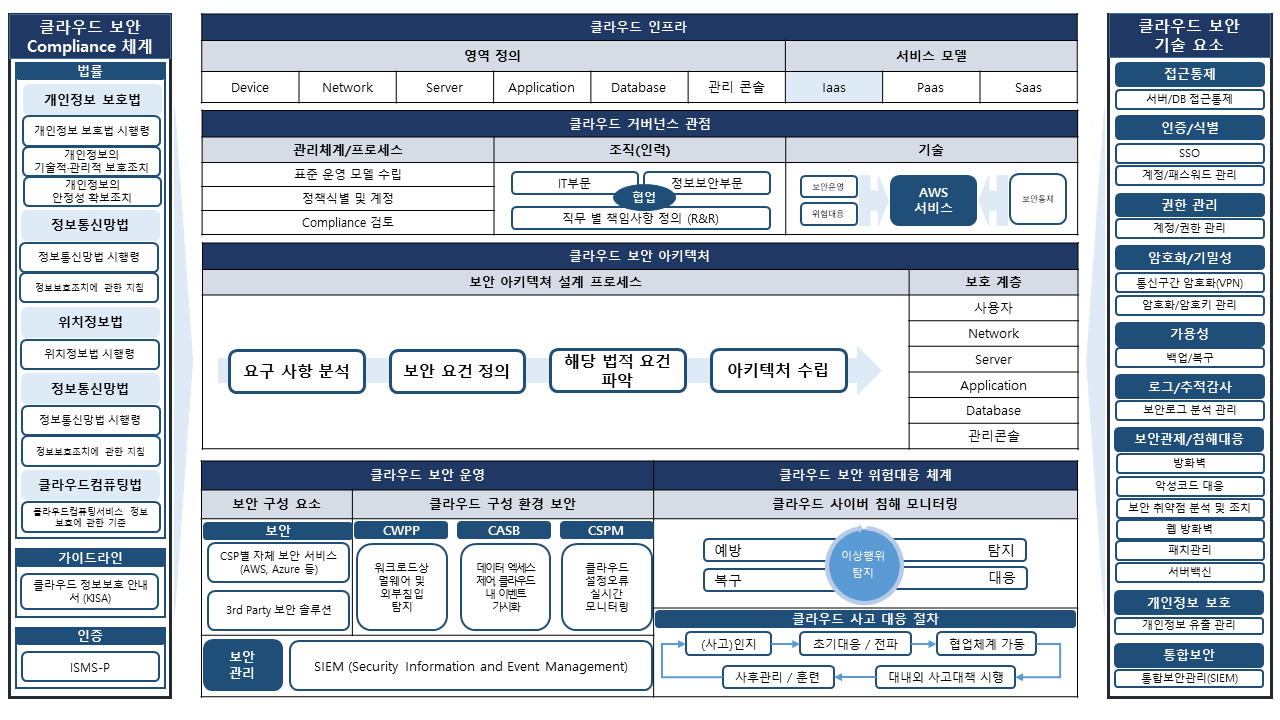 클라우드 보안
Compliance 체계
법률
개인정보 보호법
개인정보 보호법 시행령
개인정보의
기술적·관리적 보호조치
개인정보의
안정성 확보조치
정보통신망법
정보통신망법 시행령
정보보호조치에 관한 지침
위치정보법
위치정보법 시행령
정보통신망법
정보통신망법 시행령
정보보호조치에 관한 지침
클라우드컴퓨팅법
클라우드컴퓨팅서비스 정보
보호에 관한 기준
가이드라인
클라우드 정보보호 안내
서 (KISA)
인증
ISMS-P
클라우드 인프라
영역 정의
서비스 모델
Device
Network
Server
Application
Database
관리 콘솔
Iaas
Paas
Saas
클라우드 거버넌스 관점
관리체계/프로세스
조직(인력)
기술
표준 운영 모델 수립
정책식별 및 계정
Compliance 검토
IT부문
정보보안부문
협업
직무 별 책임사항 정의 (R&R)
보안운영
위험대응
AWS
서비스
보안통제
클라우드 보안 아키텍처
보안 아키텍쳐 설계 프로세스
보호 계층
요구 사항 분석
보안 요건 정의
해당 법적 요건
파악
아키텍처 수립
사용자
Network
Server
Application
Database
관리콘솔
클라우드 보안 운영
보안 구성 요소
클라우드 구성 환경 보안
보안
CSP별 자체 보안 서비스
(AWS, Azure 등)
3rd Party 보안 솔루션
CWPP
워크로드상
멀웨어 및
외부침입
탐지
CASB
데이터 엑세스
제어, 클라우드
내 이벤트
가시화
CSPM
클라우드
설정오류
실시간
모니터링
보안
관리
SIEM (Security Information and Event Management)
클라우드 보안 위험대응 체계
클라우드 사이버 침해 모니터링
예방
탐지
이상행위
탐지
복구
대응
클라우드 사고 대응 절차
(사고)인지
초기대응 / 전파
협업체계 가동
사후관리 / 훈련
대내외 사고대책 시행
클라우드 보안
기술 요소
접근통제
서버/DB 접근통제
인증/식별
SSO
계정/패스워드 관리
권한 관리
계정/권한 관리
암호화/기밀성
통신구간 암호화(VPN)
암호화/암호키 관리
가용성
백업/복구
로그/추적감사
보안로그 분석 관리
보안관제/침해대응
방화벽
악성코드 대응
보안 취약점 분석 및 조치
웹 방화벽
패치관리
서버백신
개인정보 보호
개인정보 유출 관리
통합보안
통합보안관리(SIEM)